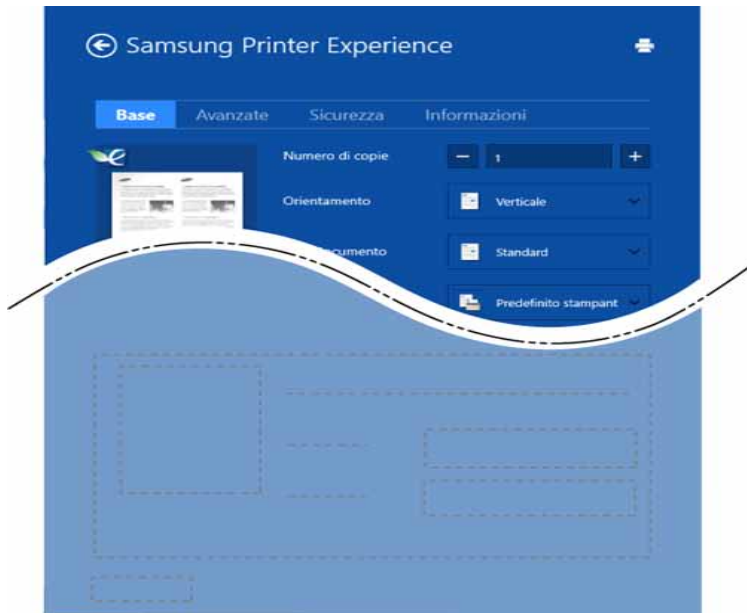 Samsung Printer Experience
Base Avanzate Sicurezza Informazioni
Numero di copie 1
Orientamento Verticale
Standard
Predefinito stampant